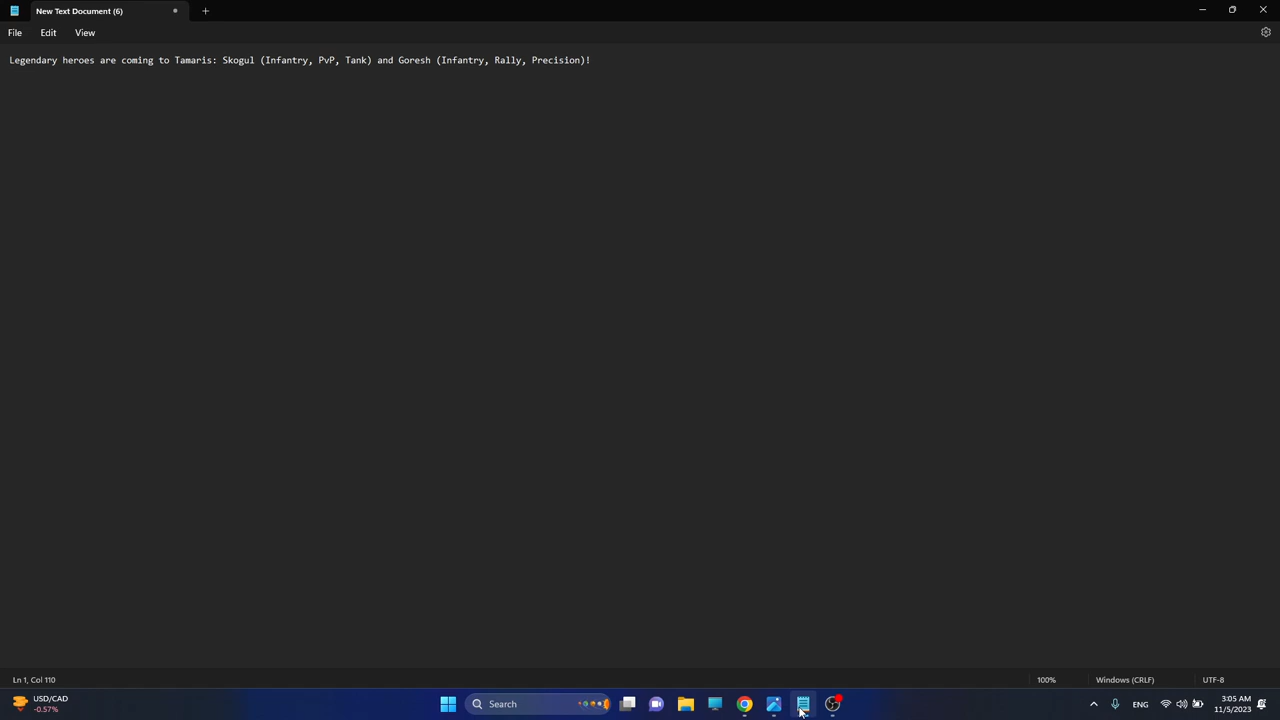 New Text Document (6)
File Edit View
Legendary heroes are coming to Tamaris: Skogul (Infantry, PvP, Tank) and Goresh (Infantry, Rally, Precision)!
Ln 1, Col 110 100% Windows (CRLF) UTF-8
USD/CAD
-0.57%
Search
ENG
3:05 AM
11/5/2023